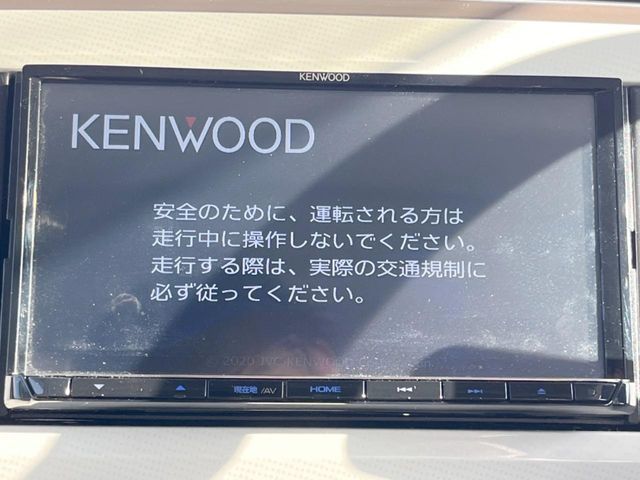 KENWOOD
KENWOOD
安全のために、運転される方は
走行中に操作しないでください。
走行する際は、実際の交通規制に
必ず従ってください。
2020 JVC KENWOOD
現在地/AV
HOME